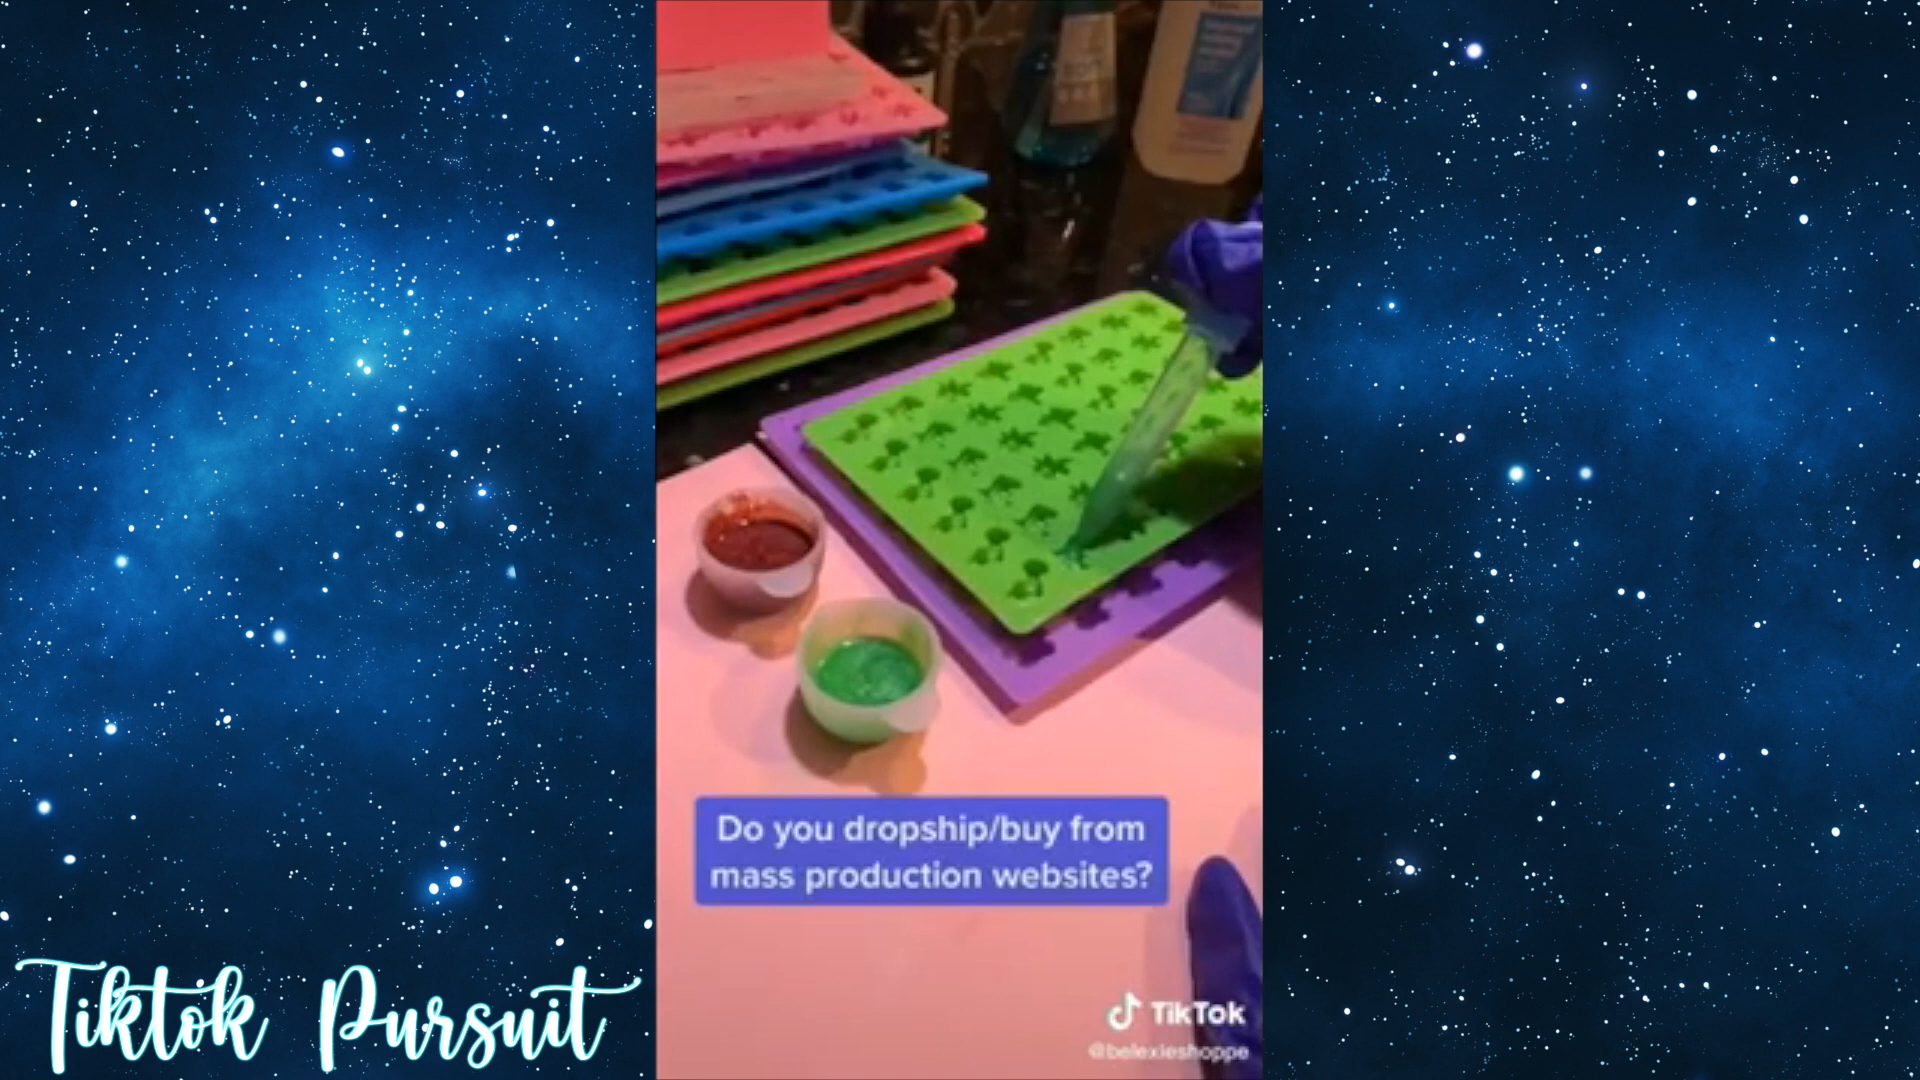 Do you dropship/buy from
mass production websites?
TikTok
@belexieshoppe
Tiktok Pursuit